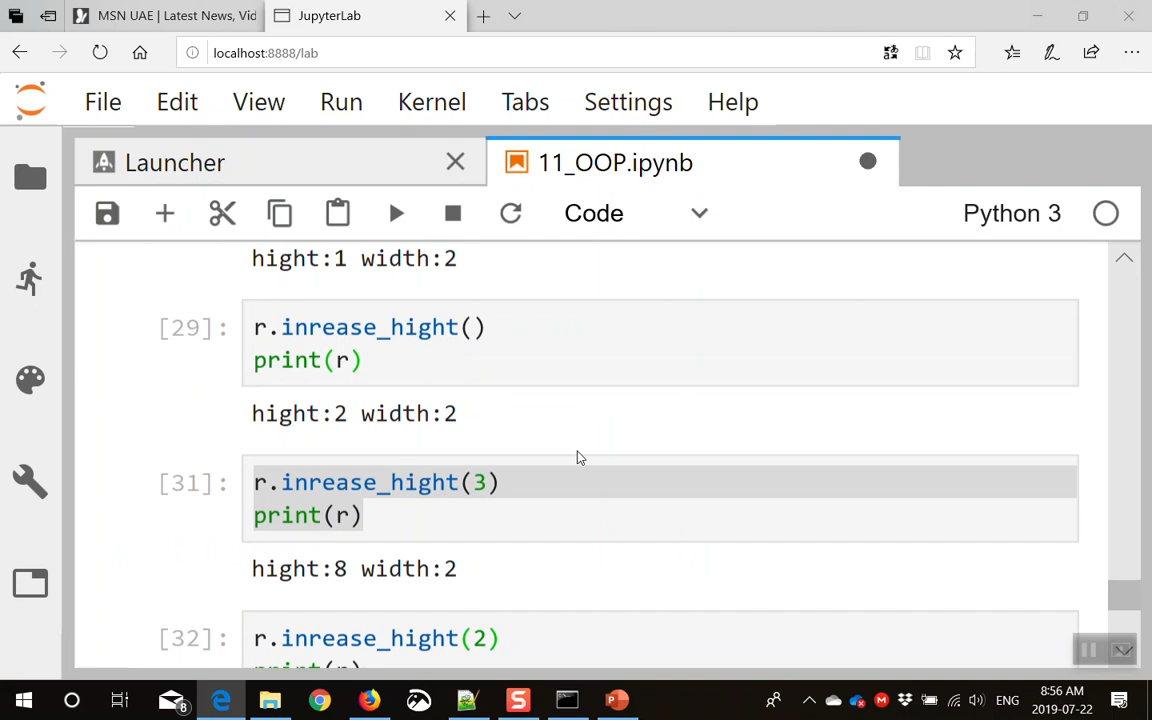 MSN UAE | Latest News, Vid
JupyterLab
localhost:8888/lab
File Edit View Run Kernel Tabs Settings Help
Launcher
11_OOP.ipynb
Code
Python 3
hight:1 width:2
[29]:
r.inrease_hight()
print(r)
hight:2 width:2
[31]:
r.inrease_hight(3)
print(r)
hight:8 width:2
[32]:
r.inrease_hight(2)
print(r)
8
ENG
8:56 AM
2019-07-22